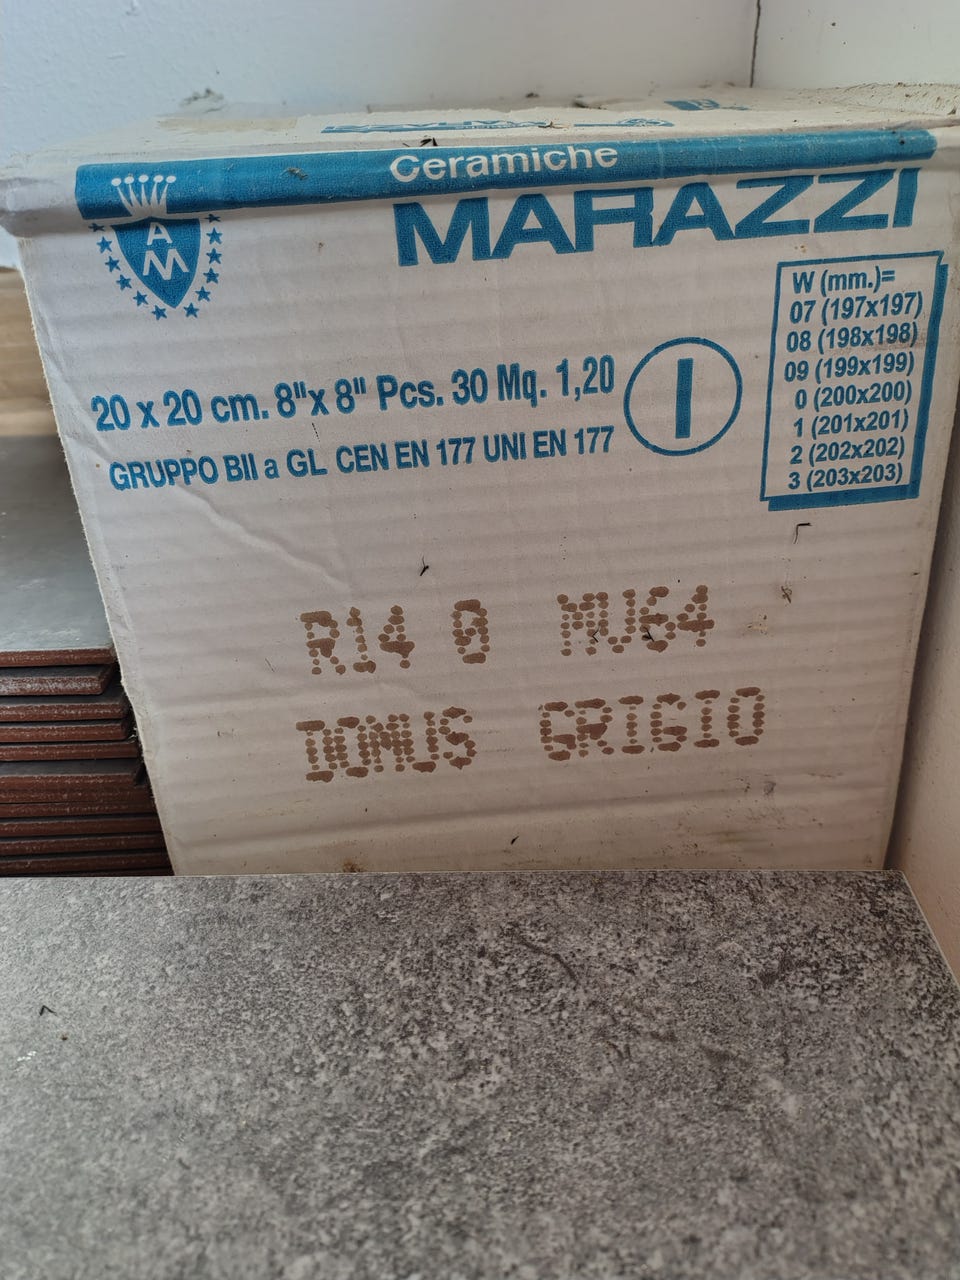 Ceramiche
MARAZZI
AM
W (mm.)=
07 (197x197)
08 (198x198)
09 (199x199)
0 (200x200)
1 (201x201)
2 (202x202)
3 (203x203)
20 x 20 cm. 8"x 8" Pcs. 30 Mq. 1,20
I
GRUPPO BII a GL CEN EN 177 UNI EN 177
R14 0 MU64
DOMUS GRIGIO